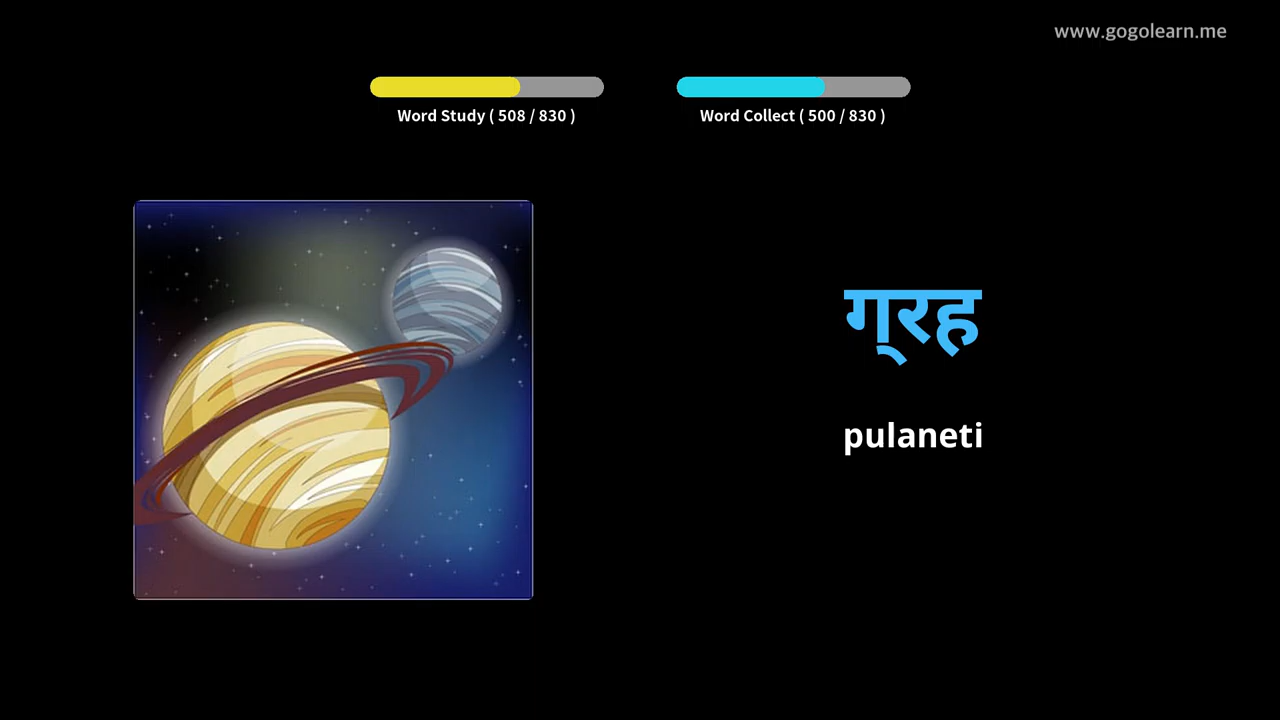 www.gogolearn.me
Word Study ( 508 / 830 )
Word Collect ( 500 / 830 )
ग्रह
pulaneti